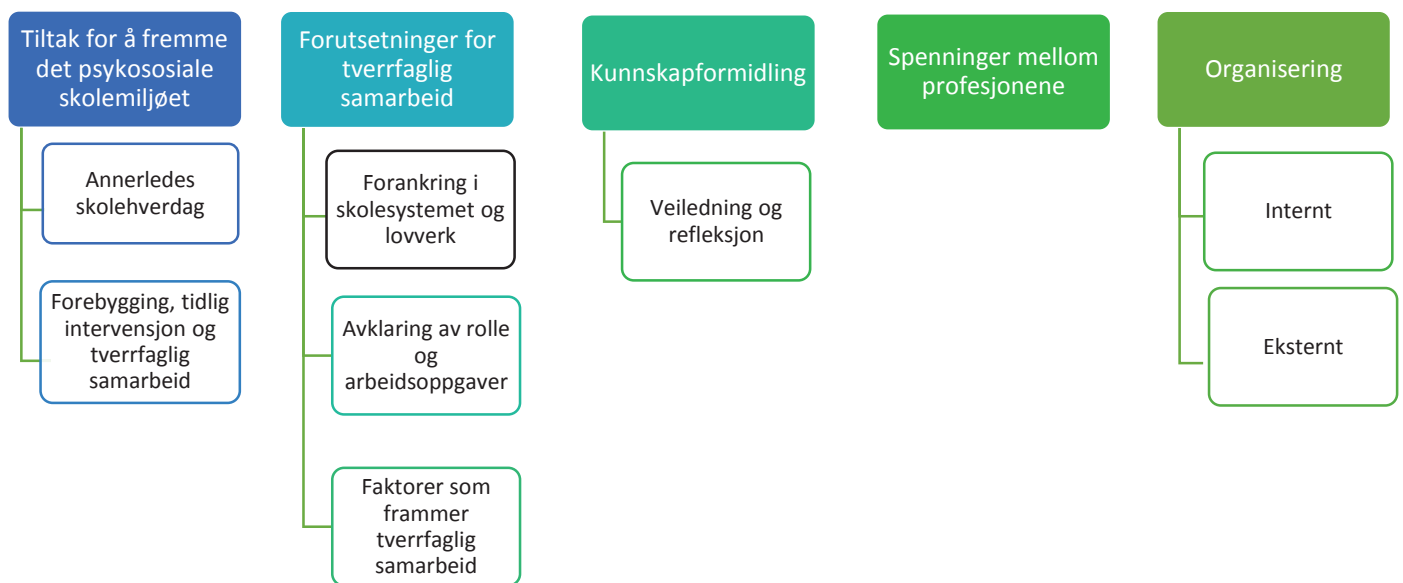 Tiltak for å fremme
det psykososiale
skolemiljøet
Annerledes
skolehverdag
Forebygging, tidlig
intervensjon og
tverrfaglig
samarbeid
Forutsetninger for
tverrfaglig
samarbeid
Forankring i
skolesystemet og
lovverk
Avklaring av rolle
og
arbeidsoppgaver
Faktorer som
frammer
tverrfaglig
samarbeid
Kunnskapformidling
Veiledning og
refleksjon
Spenninger mellom
profesjonene
Organisering
Internt
Eksternt